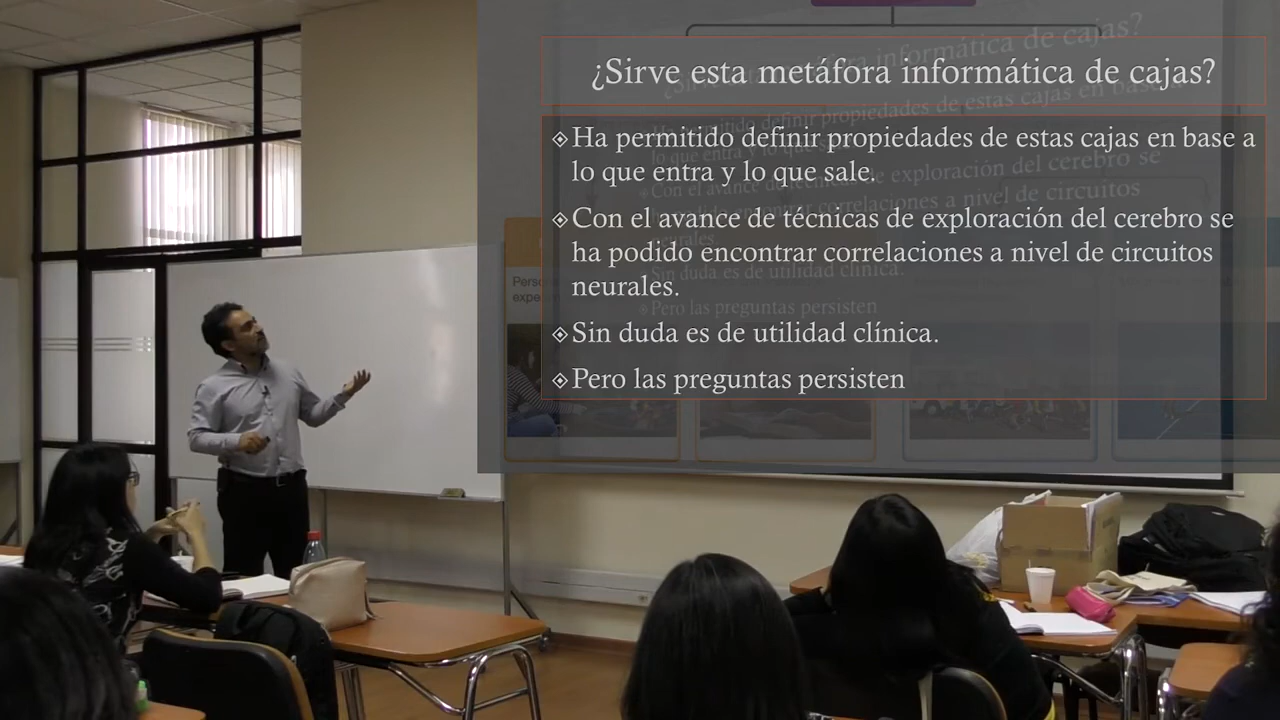 ¿Sirve esta metáfora informática de cajas?
Ha permitido definir propiedades de estas cajas en base a
lo que entra y lo que sale.
Con el avance de técnicas de exploración del cerebro se
ha podido encontrar correlaciones a nivel de circuitos
neurales.
Sin duda es de utilidad clínica.
Pero las preguntas persisten